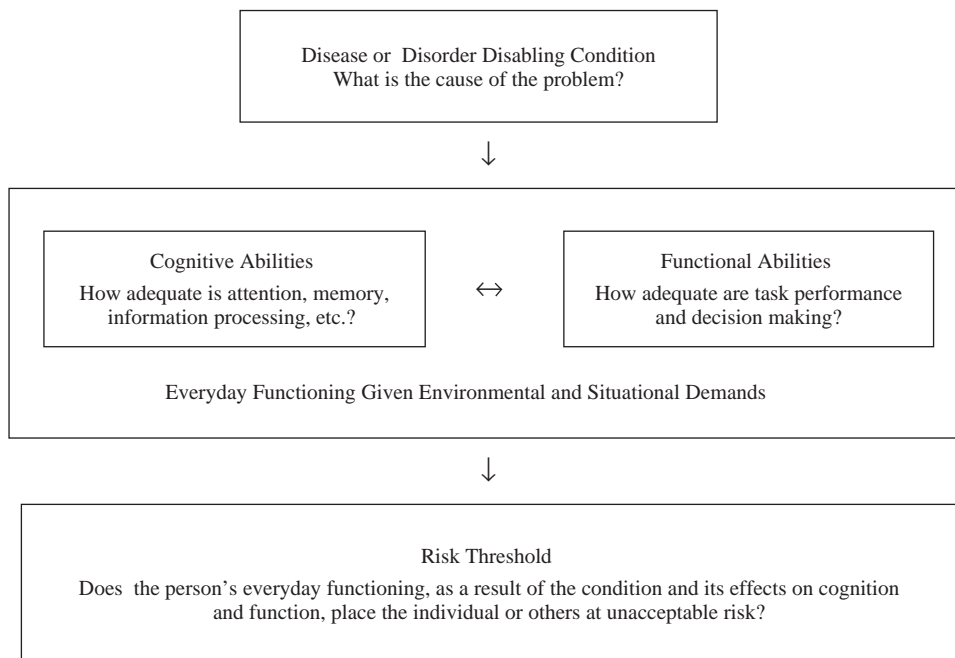 Disease or Disorder Disabling Condition
What is the cause of the problem?
↓
Cognitive Abilities
How adequate is attention, memory,
information processing, etc.?
↔
Functional Abilities
How adequate are task performance
and decision making?
Everyday Functioning Given Environmental and Situational Demands
↓
Risk Threshold
Does the person’s everyday functioning, as a result of the condition and its effects on cognition
and function, place the individual or others at unacceptable risk?